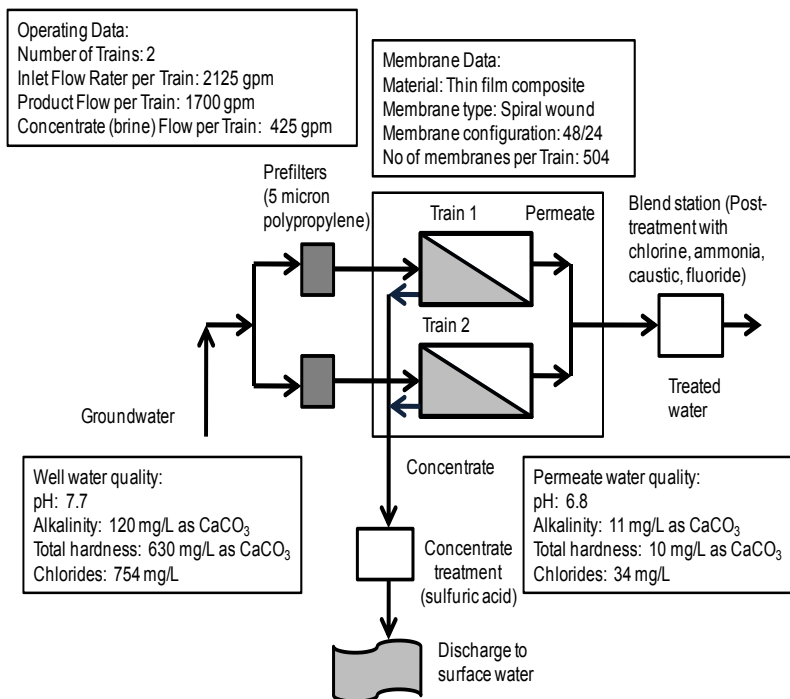 Operating Data:
Number of Trains: 2
Inlet Flow Rater per Train: 2125 gpm
Product Flow per Train: 1700 gpm
Concentrate (brine) Flow per Train: 425 gpm
Membrane Data:
Material: Thin film composite
Membrane type: Spiral wound
Membrane configuration: 48/24
No of membranes per Train: 504
Prefilters
(5 micron
polypropylene)
Train 1
Permeate
Blend station (Post-
treatment with
chlorine, ammonia,
caustic, fluoride)
Train 2
Groundwater
Treated
water
Concentrate
Well water quality:
pH: 7.7
Alkalinity: 120 mg/L as CaCO₃
Total hardness: 630 mg/L as CaCO₃
Chlorides: 754 mg/L
Permeate water quality:
pH: 6.8
Alkalinity: 11 mg/L as CaCO₃
Total hardness: 10 mg/L as CaCO₃
Chlorides: 34 mg/L
Concentrate
treatment
(sulfuric acid)
Discharge to
surface water